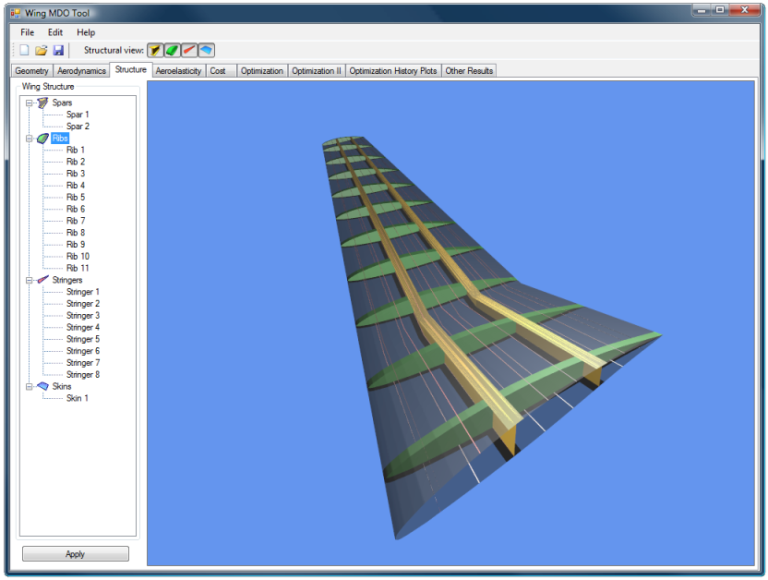 Wing MDO Tool
File Edit Help
Structural view:
Geometry Aerodynamics Structure Aeroelasticity Cost Optimization Optimization II Optimization History Plots Other Results
Wing Structure
Spars
Spar 1
Spar 2
Ribs
Rib 1
Rib 2
Rib 3
Rib 4
Rib 5
Rib 6
Rib 7
Rib 8
Rib 9
Rib 10
Rib 11
Stringers
Stringer 1
Stringer 2
Stringer 3
Stringer 4
Stringer 5
Stringer 6
Stringer 7
Stringer 8
Skins
Skin 1
Apply